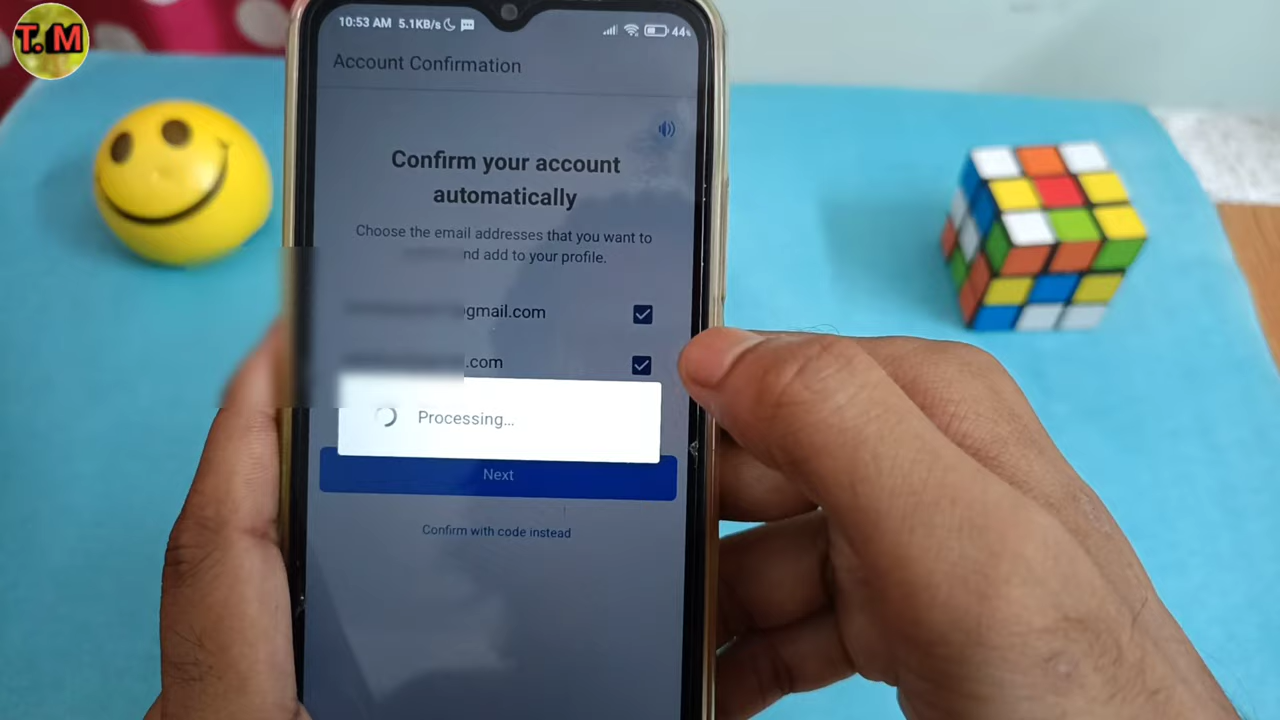 T. M
10:53 AM 5.1KB/s 44%
Account Confirmation
Confirm your account
automatically
Choose the email addresses that you want to
nd add to your profile.
gmail.com
.com
Processing...
Next
Confirm with code instead